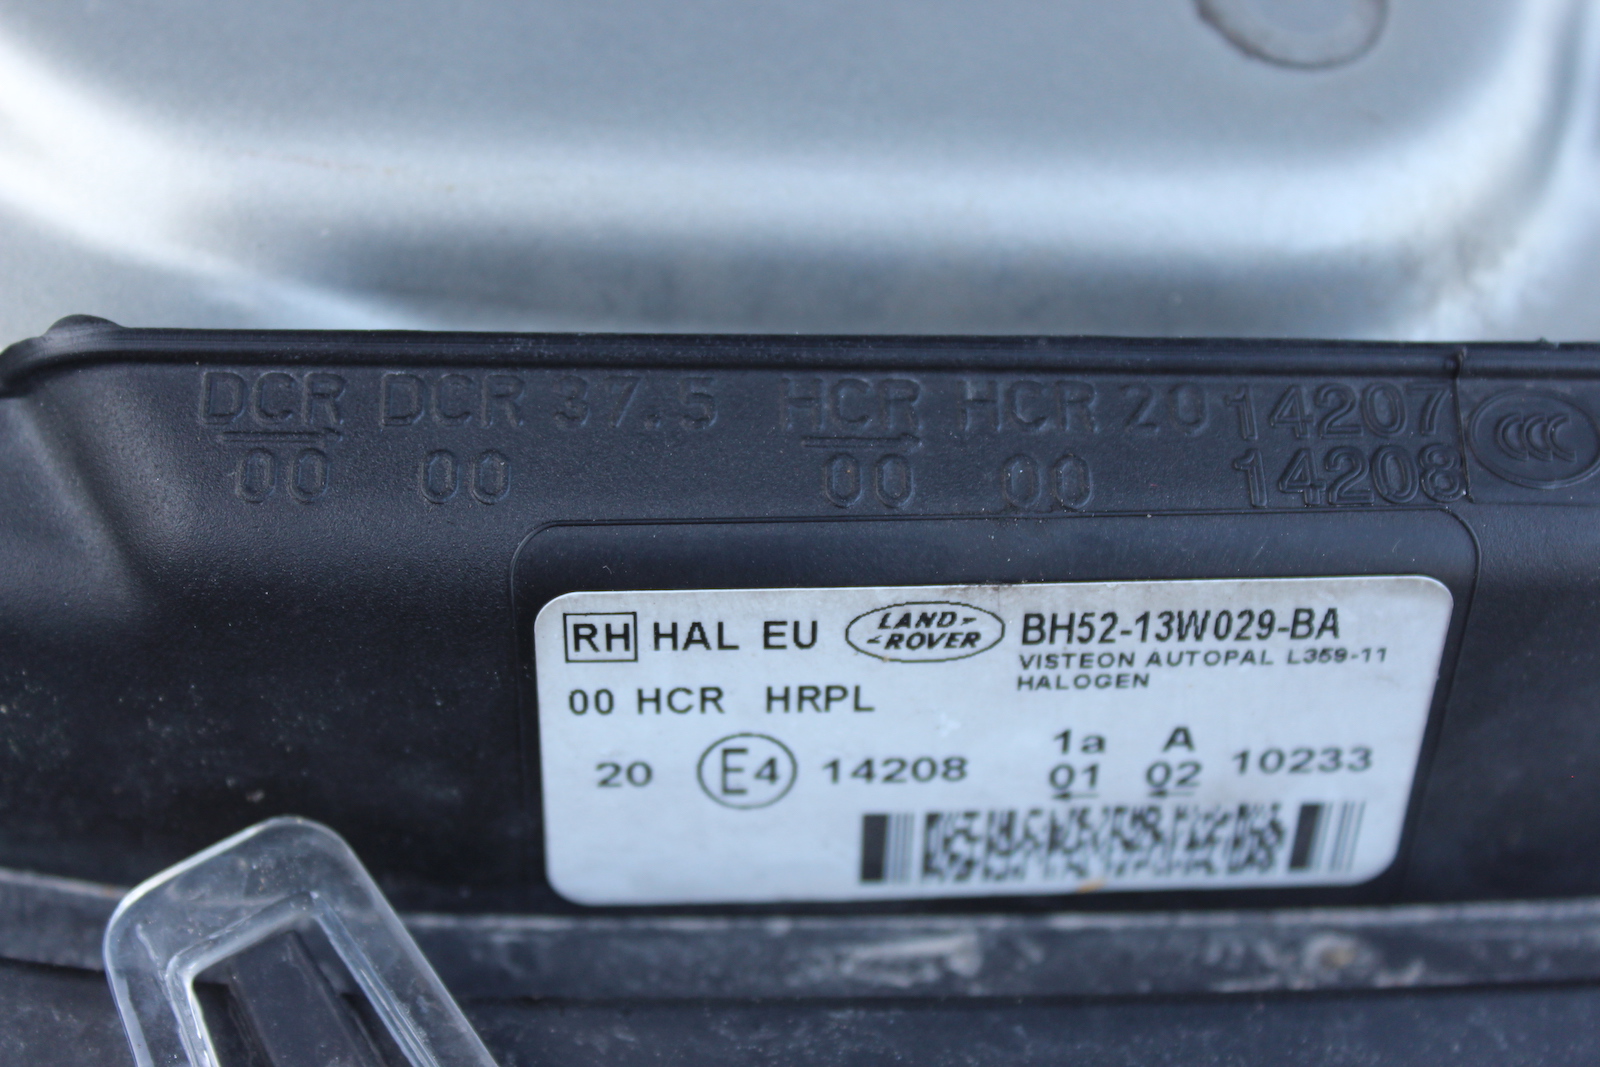 DCR DCR 37.5 HCR HCR 20 14207
00 00 00 00 14208
CCC
RH HAL EU LAND ROVER BH52-13W029-BA
VISTEON AUTOPAL L359-11
HALOGEN
00 HCR HRPL
1a A
20 E4 14208 01 02 10233